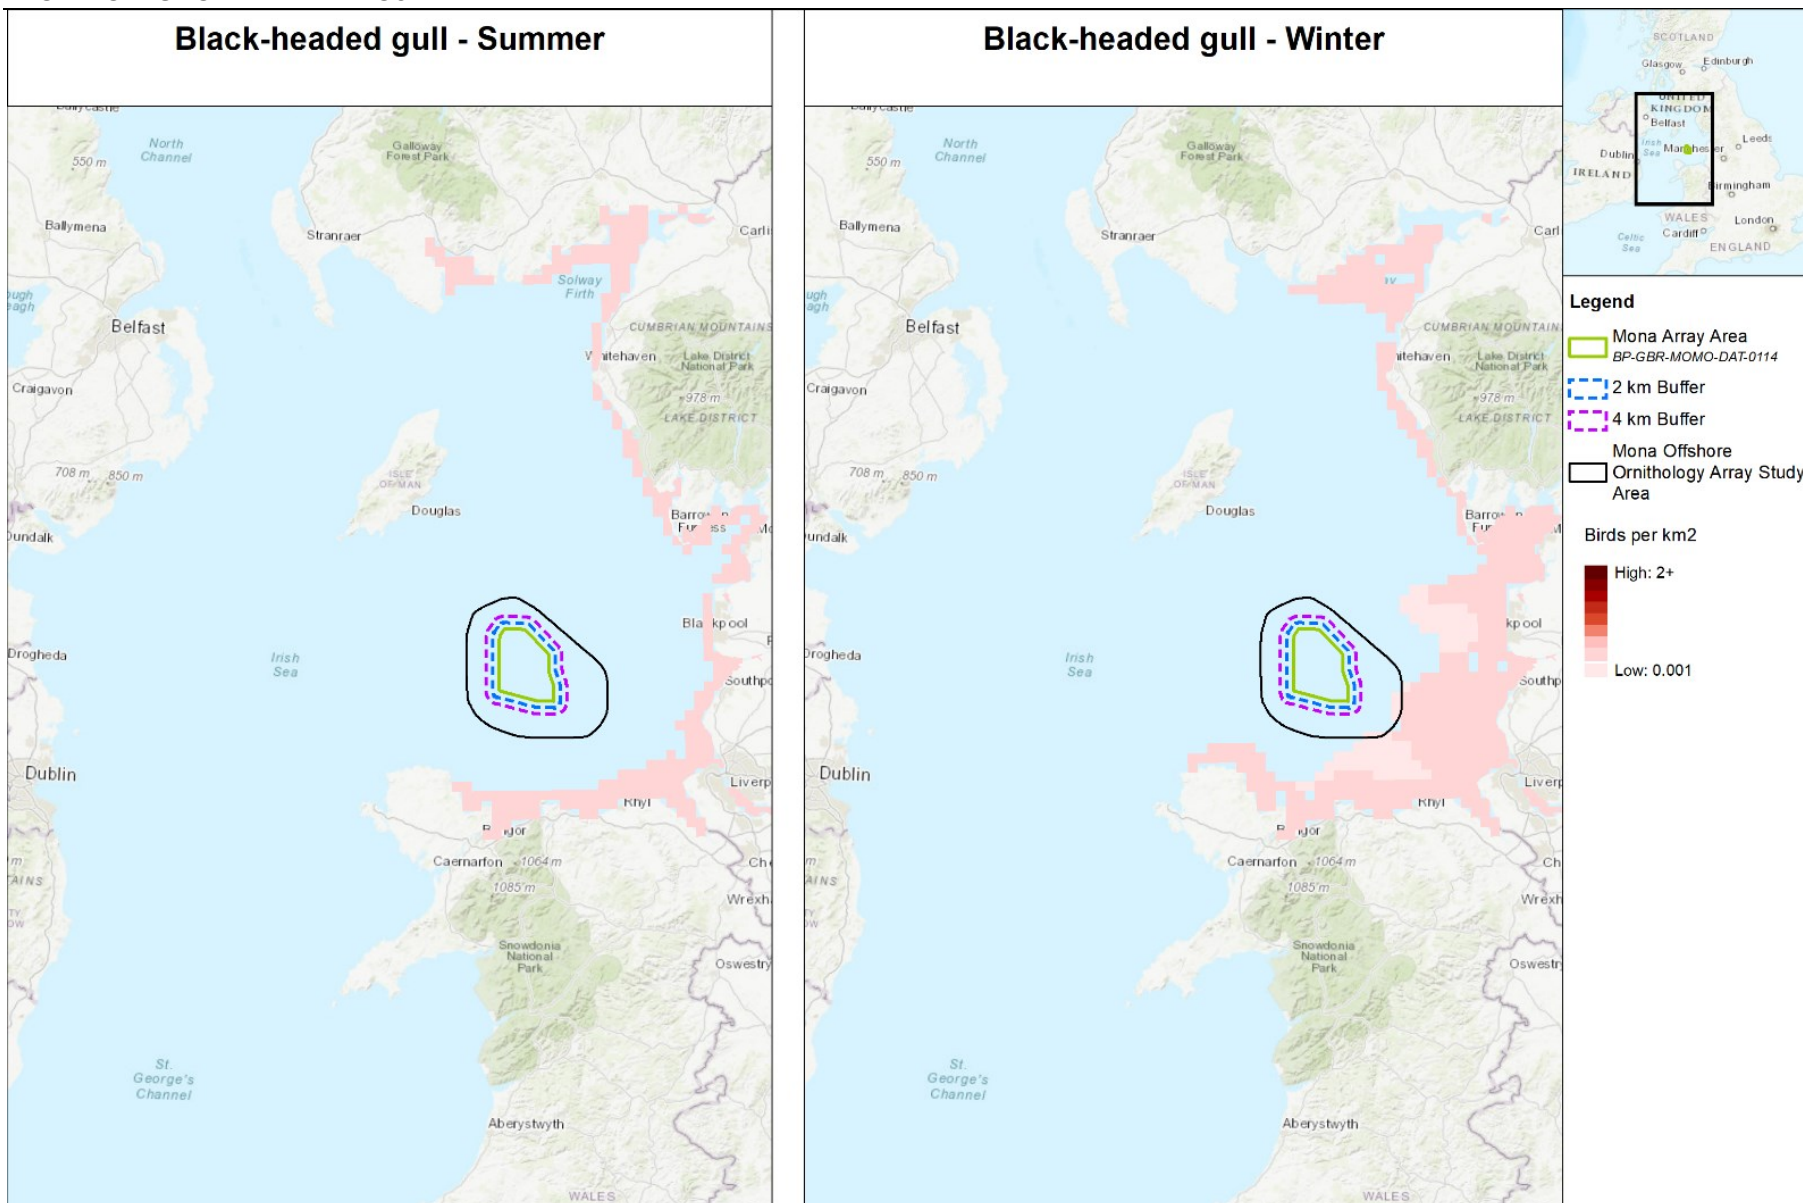 Black-headed gull - Summer
North
Channel
Galloway
Forest Park
550 m
Ballymena
Stranraer
Solway
Firth
Belfast
CUMBRIAN MOUNTAINS
Lake District
National Park
Craigavon
978 m
LAKE DISTRICT
708 m
850 m
ISLE
OF MAN
Douglas
Drogheda
Irish
Sea
Dublin
Rhyl
Caernarfon
1064 m
1085 m
Snowdonia
National
Park
Oswestry
St.
George's
Channel
Aberystwyth
WALES
Black-headed gull - Winter
North
Channel
Galloway
Forest Park
550 m
Ballymena
Stranraer
Belfast
CUMBRIAN MOUNTAINS
Lake District
National Park
Craigavon
978 m
LAKE DISTRICT
708 m
850 m
ISLE
OF MAN
Douglas
Drogheda
Irish
Sea
Dublin
Rhyl
Caernarfon
1064 m
1085 m
Snowdonia
National
Park
St.
George's
Channel
Aberystwyth
WALES
SCOTLAND
Glasgow
Edinburgh
UNITED
KINGDOM
Belfast
Leeds
Irish
Sea
Manchester
Dublin
IRELAND
Birmingham
WALES
London
Cardiff
Celtic
Sea
ENGLAND
Legend
Mona Array Area
BP-GBR-MOMO-DAT-0114
2 km Buffer
4 km Buffer
Mona Offshore
Ornithology Array Study
Area
Birds per km2
High: 2+
Low: 0.001